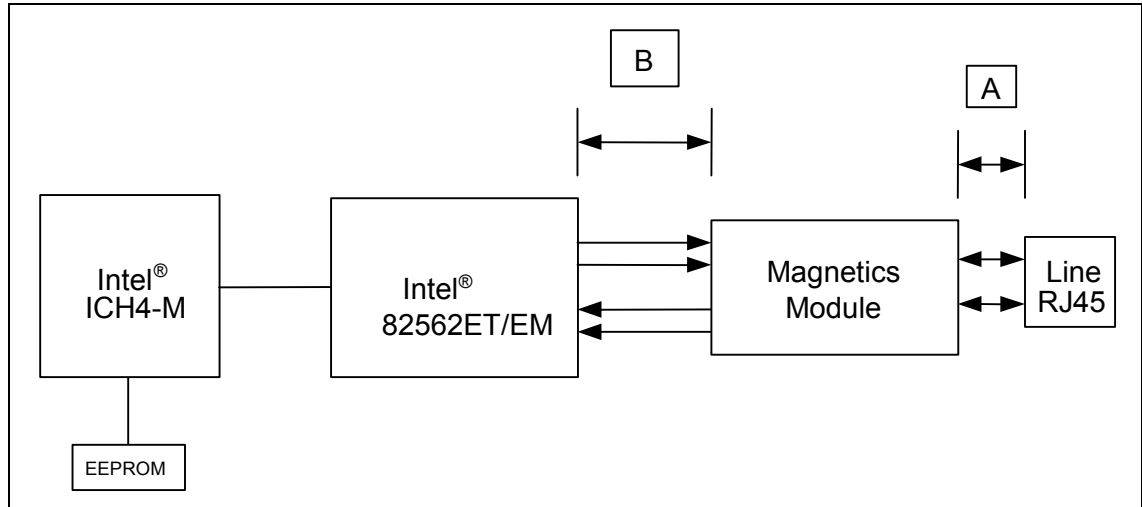 B
A
Intel®
ICH4-M
Intel®
82562ET/EM
Magnetics
Module
Line
RJ45
EEPROM